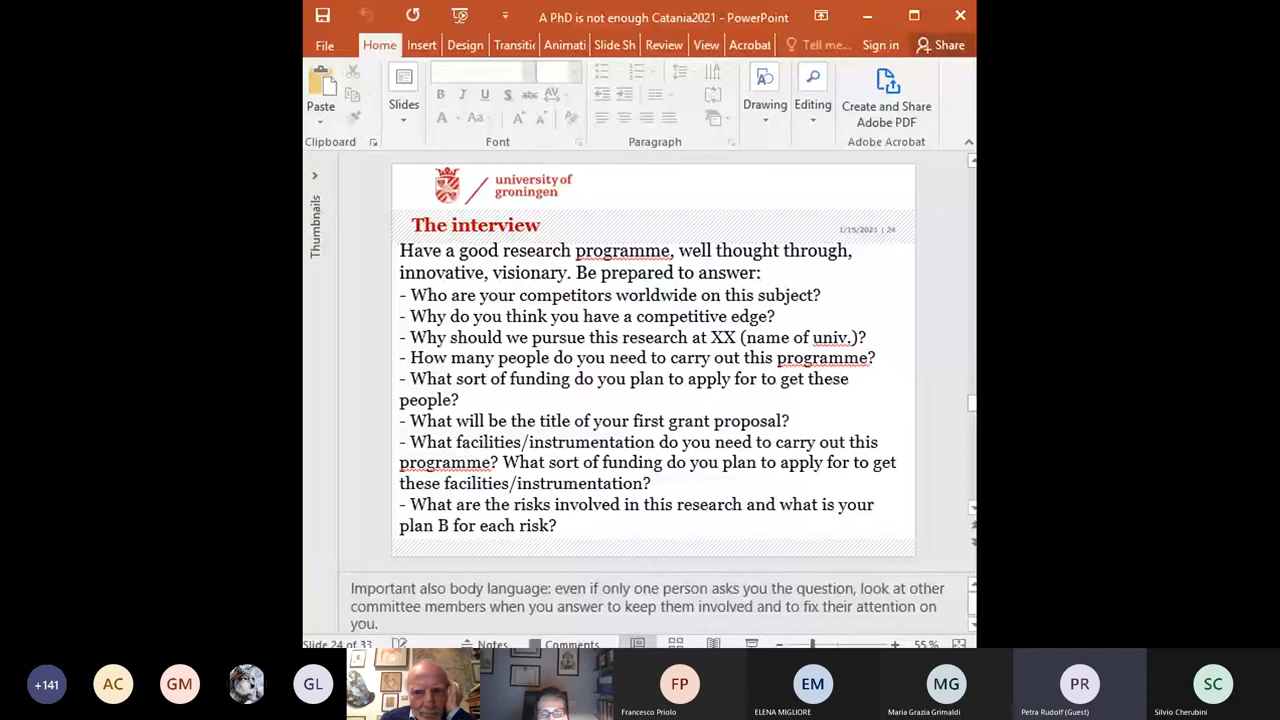 A PhD is not enough Catania2021 - PowerPoint
File Home Insert Design Transitic Animati Slide Sh Review View Acrobat Tell me... Sign in Share
Paste
Slides
Drawing
Editing
Create and Share
Adobe PDF
Clipboard
Font
Paragraph
Adobe Acrobat
Thumbnails
university of
groningen
The interview
1/15/2021 | 24
Have a good research programme, well thought through,
innovative, visionary. Be prepared to answer:
- Who are your competitors worldwide on this subject?
- Why do you think you have a competitive edge?
- Why should we pursue this research at XX (name of univ.)?
- How many people do you need to carry out this programme?
- What sort of funding do you plan to apply for to get these
people?
- What will be the title of your first grant proposal?
- What facilities/instrumentation do you need to carry out this
programme? What sort of funding do you plan to apply for to get
these facilities/instrumentation?
- What are the risks involved in this research and what is your
plan B for each risk?
Important also body language: even if only one person asks you the question, look at other
committee members when you answer to keep them involved and to fix their attention on
you.
Slide 24 of 33 Notes Comments 55 %
+141 AC GM GL FP EM MG PR SC
Francesco Priolo
ELENA MIGLIORE
Maria Grazia Grimaldi
Petra Rudolf (Guest)
Silvio Cherubini